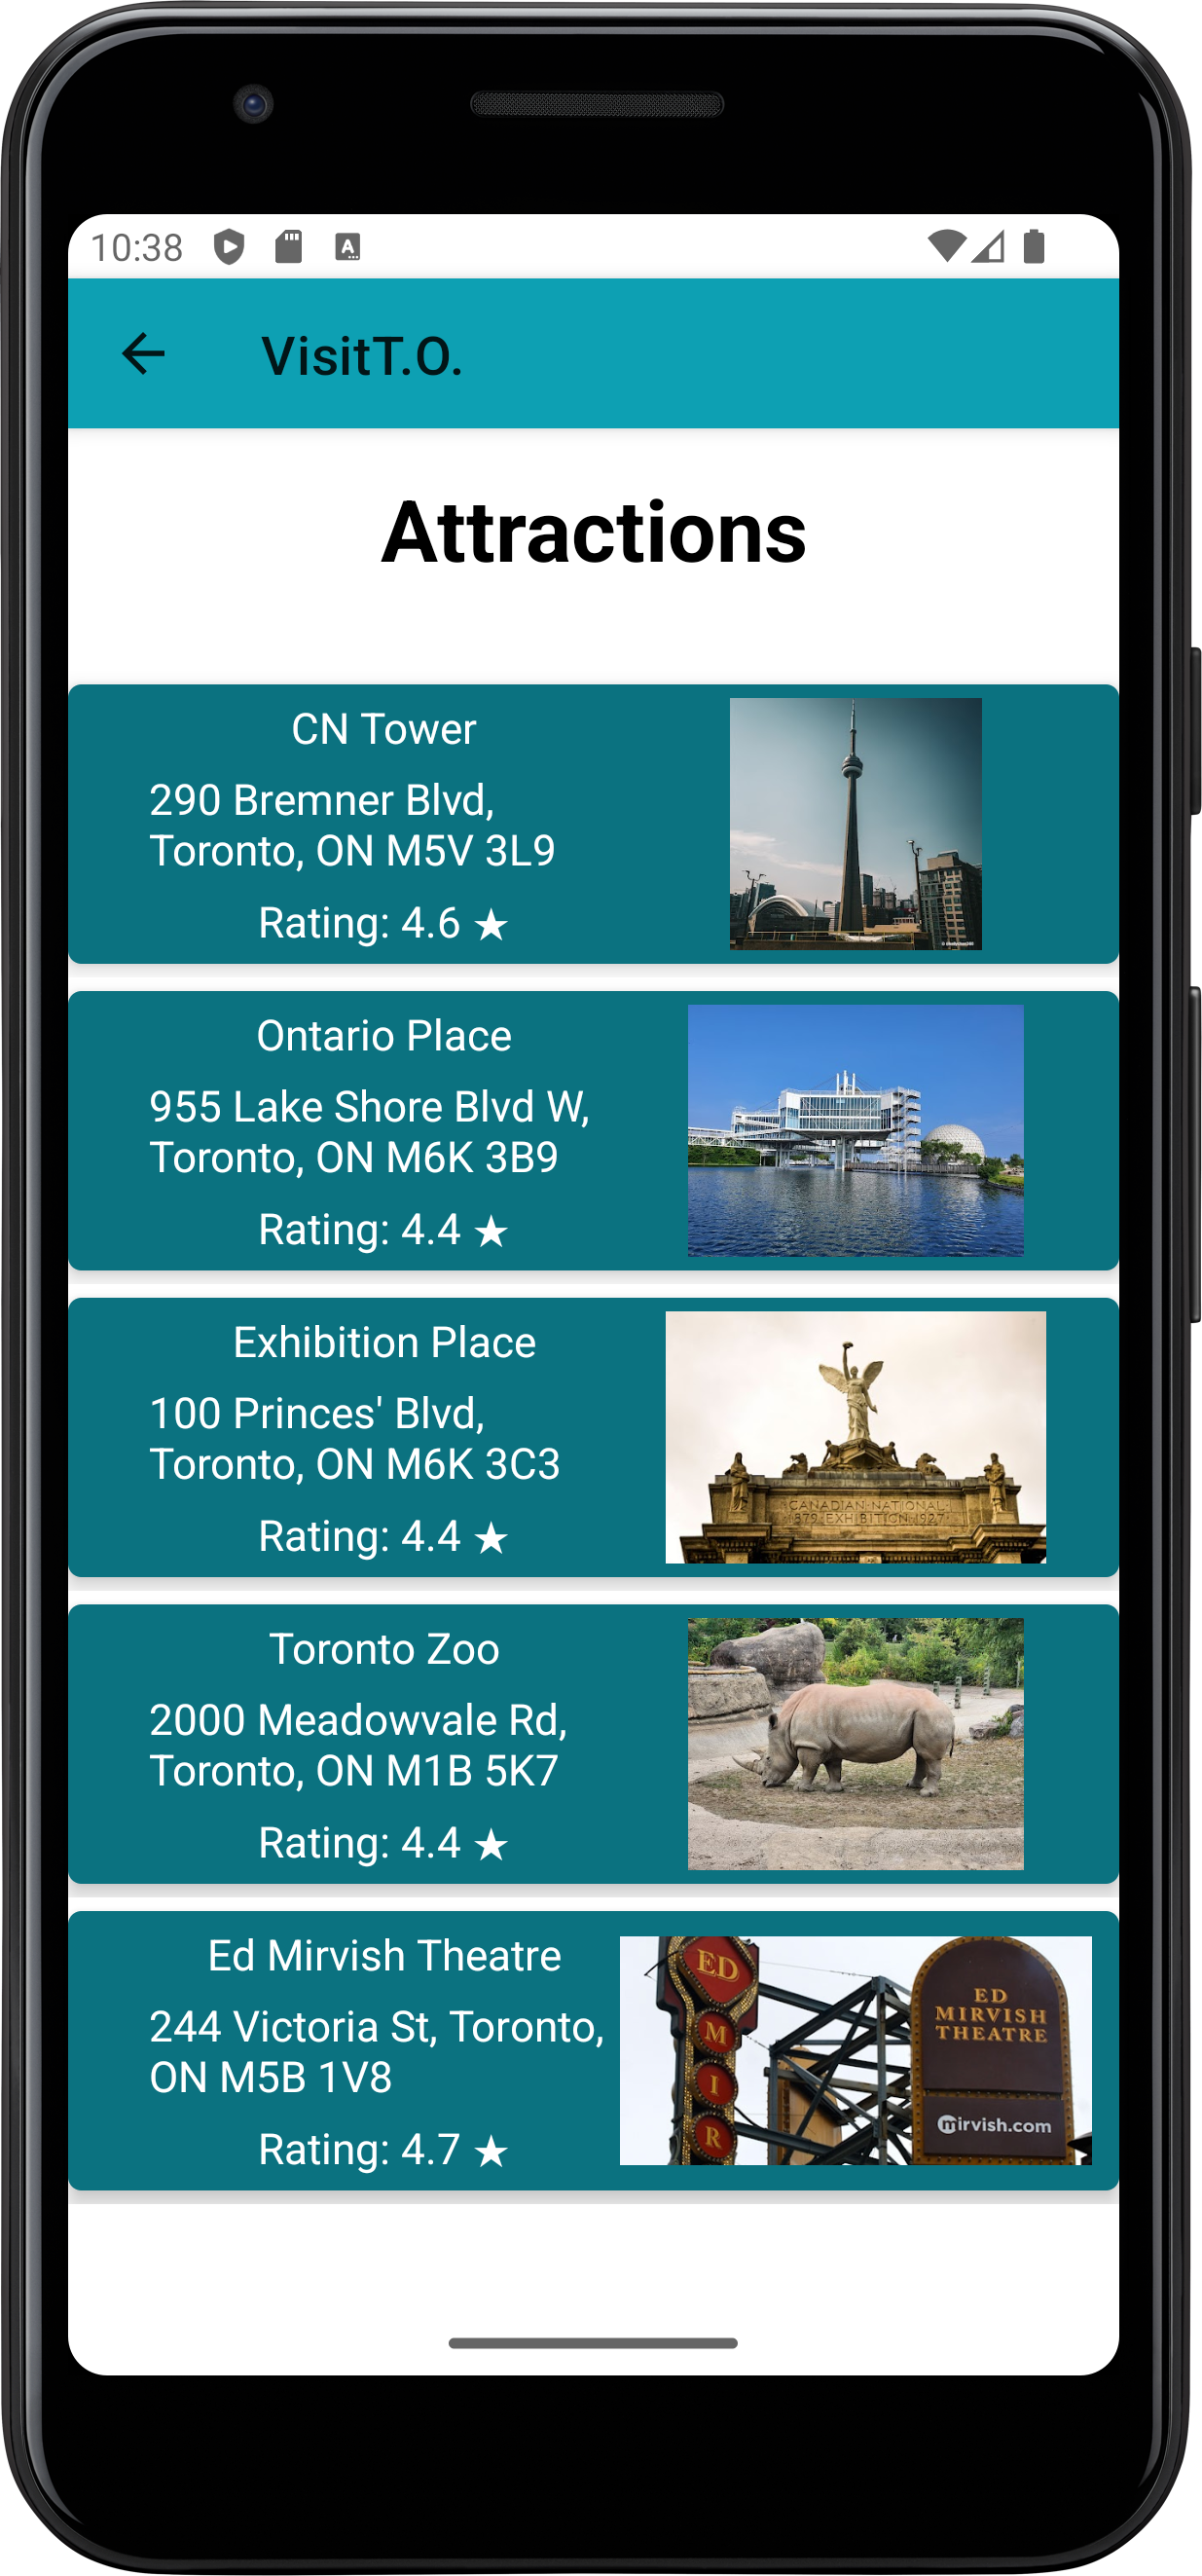 10:38
VisitT.O.
Attractions
CN Tower
290 Bremner Blvd,
Toronto, ON M5V 3L9
Rating: 4.6 ★
Ontario Place
955 Lake Shore Blvd W,
Toronto, ON M6K 3B9
Rating: 4.4 ★
Exhibition Place
100 Princes' Blvd,
Toronto, ON M6K 3C3
Rating: 4.4 ★
CANADIAN NATIONAL
1879 EXHIBITION 1927
Toronto Zoo
2000 Meadowvale Rd,
Toronto, ON M1B 5K7
Rating: 4.4 ★
Ed Mirvish Theatre
244 Victoria St, Toronto,
ON M5B 1V8
Rating: 4.7 ★
ED
M
I
R
ED
MIRVISH
THEATRE
mirvish.com